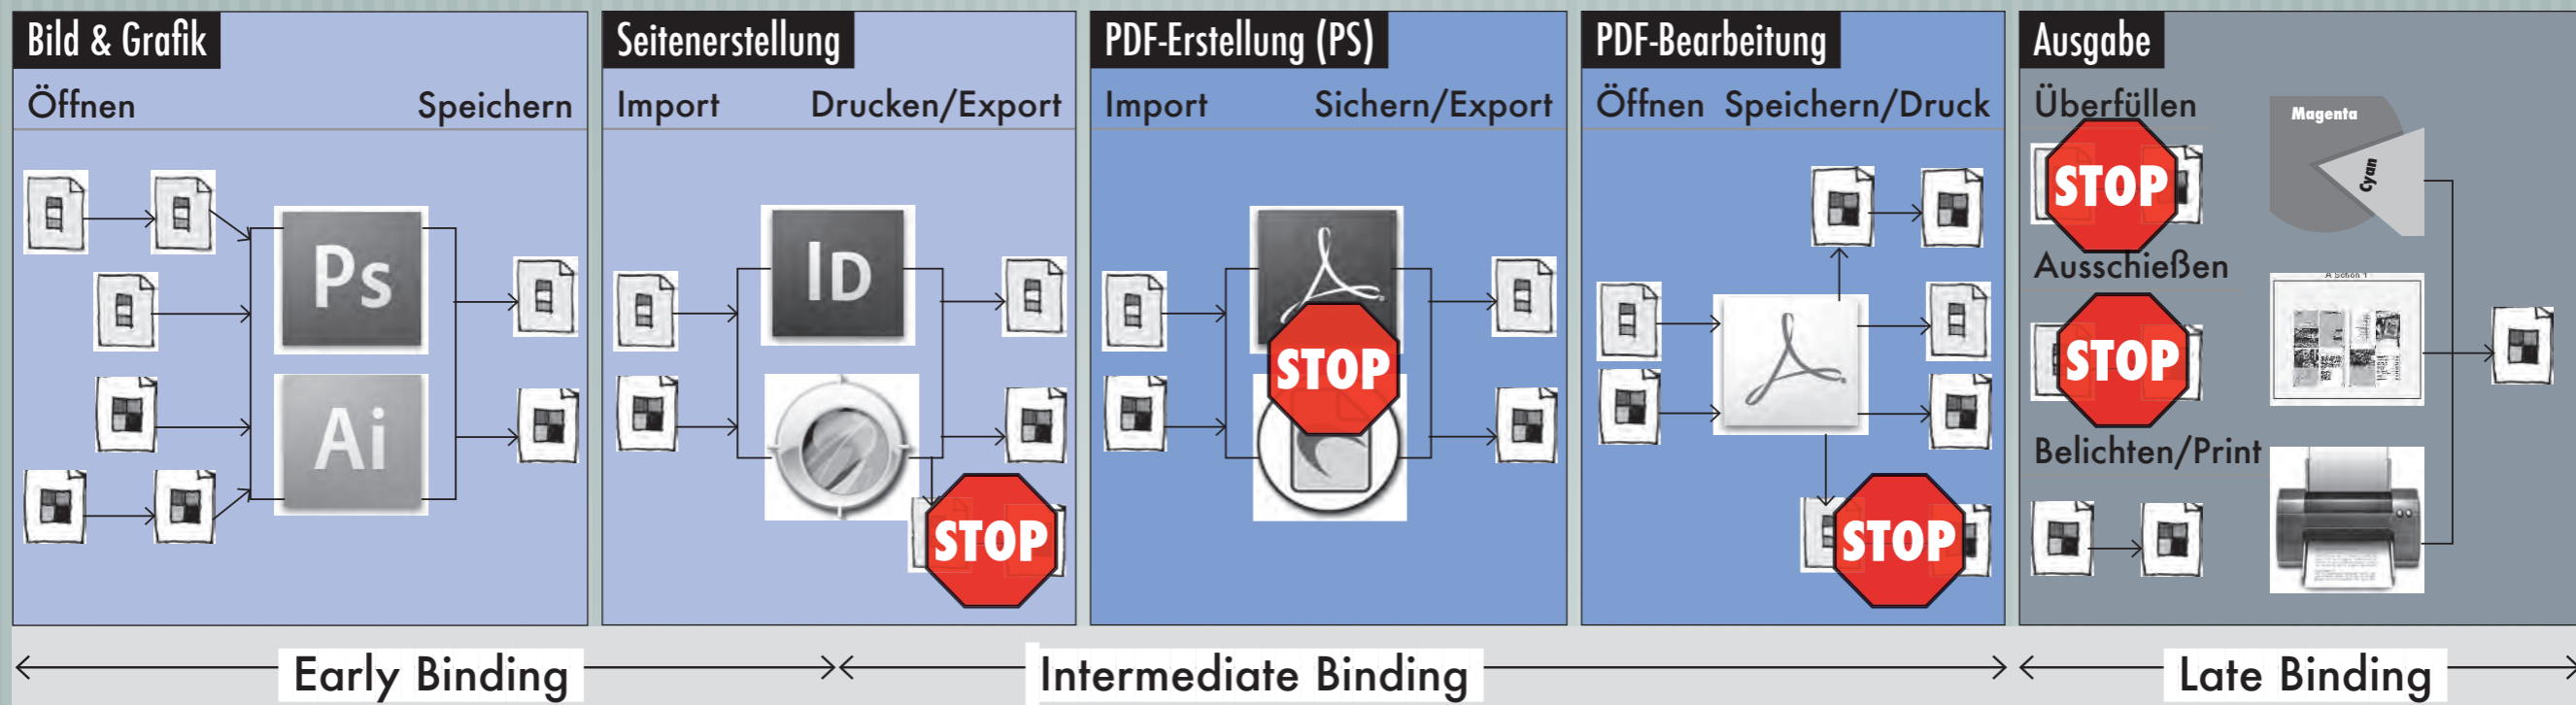 Bild & Grafik
Öffnen Speichern
Ps
Ai
Seitenerstellung
Import Drucken/Export
ID
STOP
PDF-Erstellung (PS)
Import Sichern/Export
STOP
PDF-Bearbeitung
Öffnen Speichern/Druck
STOP
Ausgabe
Überfüllen
STOP
Magenta
Cyan
Ausschießen
STOP
Belichten/Print
Early Binding
Intermediate Binding
Late Binding